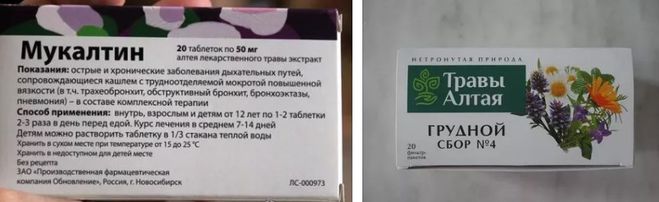 Мукалтин
20 таблеток по 50 мг
алтея лекарственного травы экстракт
Показания: острые и хронические заболевания дыхательных путей,
сопровождающиеся кашлем с трудноотделяемой мокротой повышенной
вязкости (в т.ч. трахеобронхит, обструктивный бронхит, бронхоэктазы,
пневмония) – в составе комплексной терапии
Способ применения: внутрь, взрослым и детям от 12 лет по 1-2 таблетки
2-3 раза в день перед едой. Курс лечения в среднем 7-14 дней
Детям можно растворить таблетку в 1/3 стакана теплой воды
Хранить в сухом месте при температуре от 15 до 25 °С
Хранить в недоступном для детей месте
Без рецепта
ЗАО «Производственная фармацевтическая
компания Обновление», Россия, г. Новосибирск
ЛС-000973
НЕТРОНУТАЯ ПРИРОДА
Травы
Алтая
ГРУДНОЙ
СБОР №4
20
фильтр-
пакетов